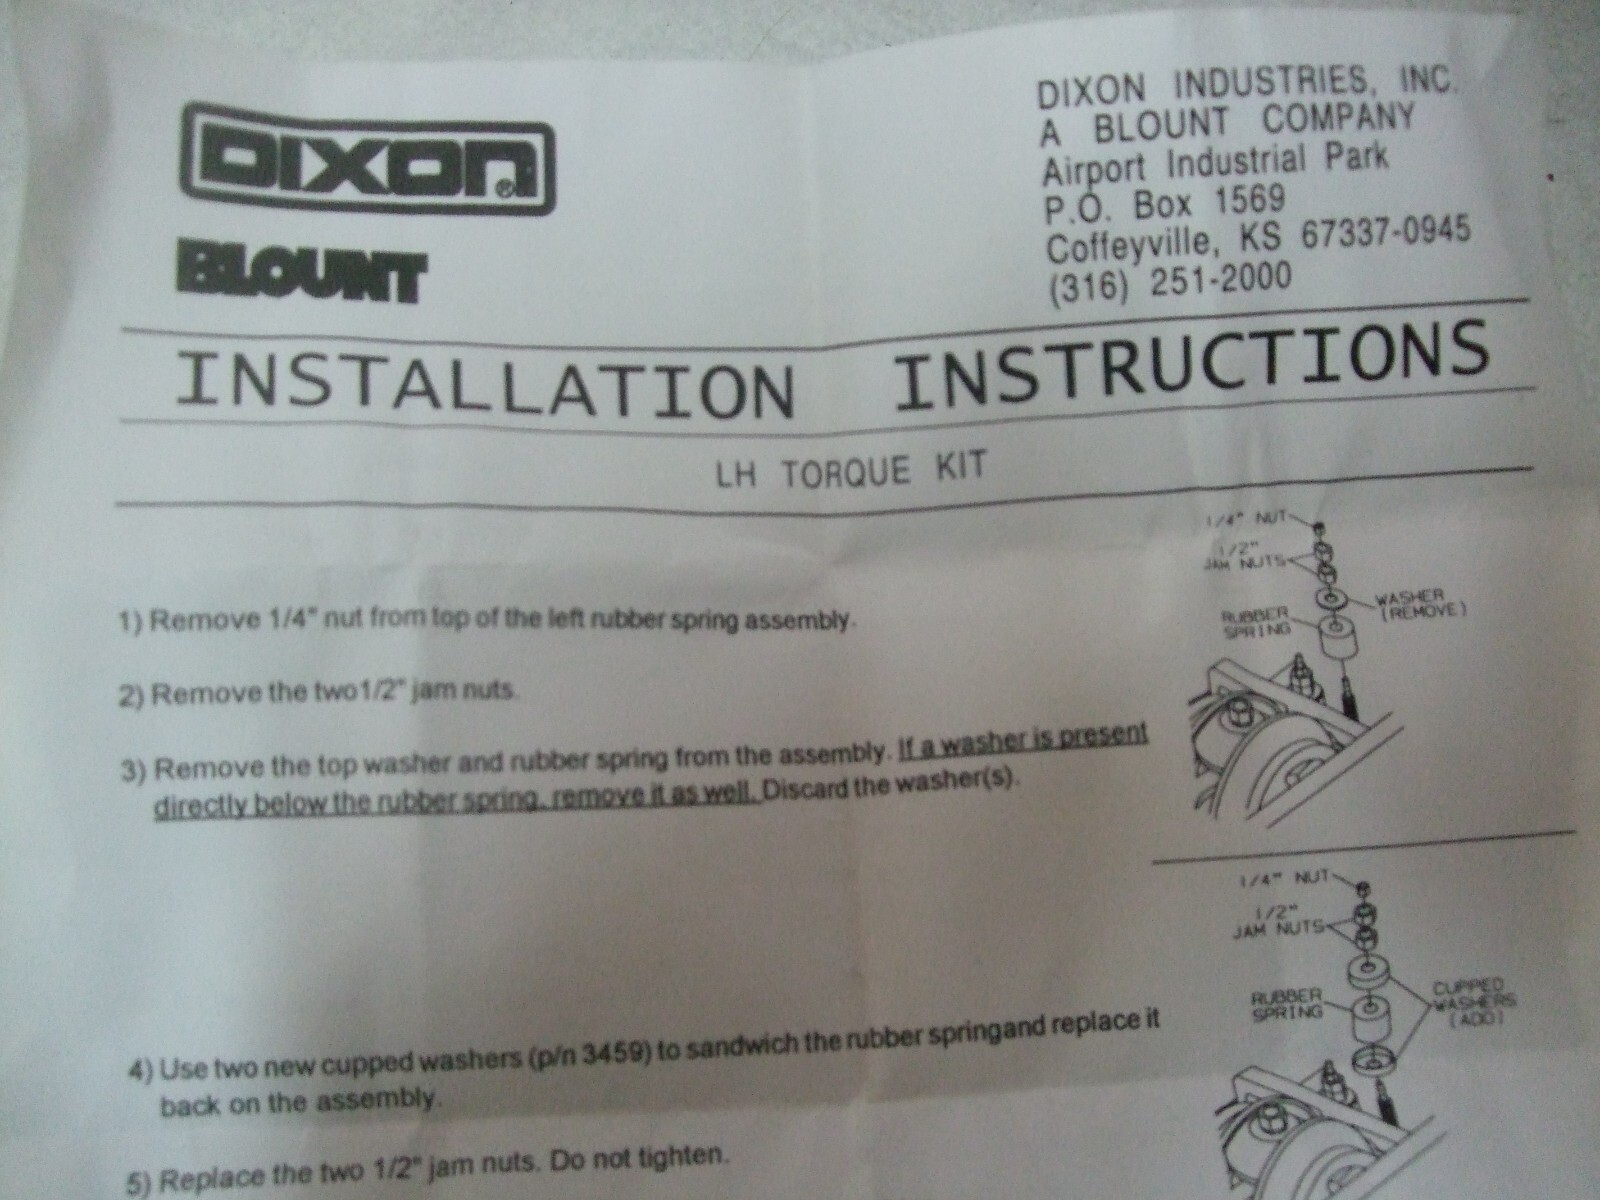 DIXON®
BLOUNT
DIXON INDUSTRIES, INC.
A BLOUNT COMPANY
Airport Industrial Park
P.O. Box 1569
Coffeyville, KS 67337-0945
(316) 251-2000
INSTALLATION INSTRUCTIONS
LH TORQUE KIT
1) Remove 1/4" nut from top of the left rubber spring assembly.
2) Remove the two1/2" jam nuts.
3) Remove the top washer and rubber spring from the assembly. If a washer is present
directly below the rubber spring, remove it as well. Discard the washer(s).
1/4" NUT
1/2"
JAM NUTS
WASHER
(REMOVE)
RUBBER
SPRING
4) Use two new cupped washers (p/n 3459) to sandwich the rubber springand replace it
back on the assembly.
5) Replace the two 1/2" jam nuts. Do not tighten.
1/4" NUT
1/2"
JAM NUTS
RUBBER
SPRING
CUPPED
WASHERS
(ADD)